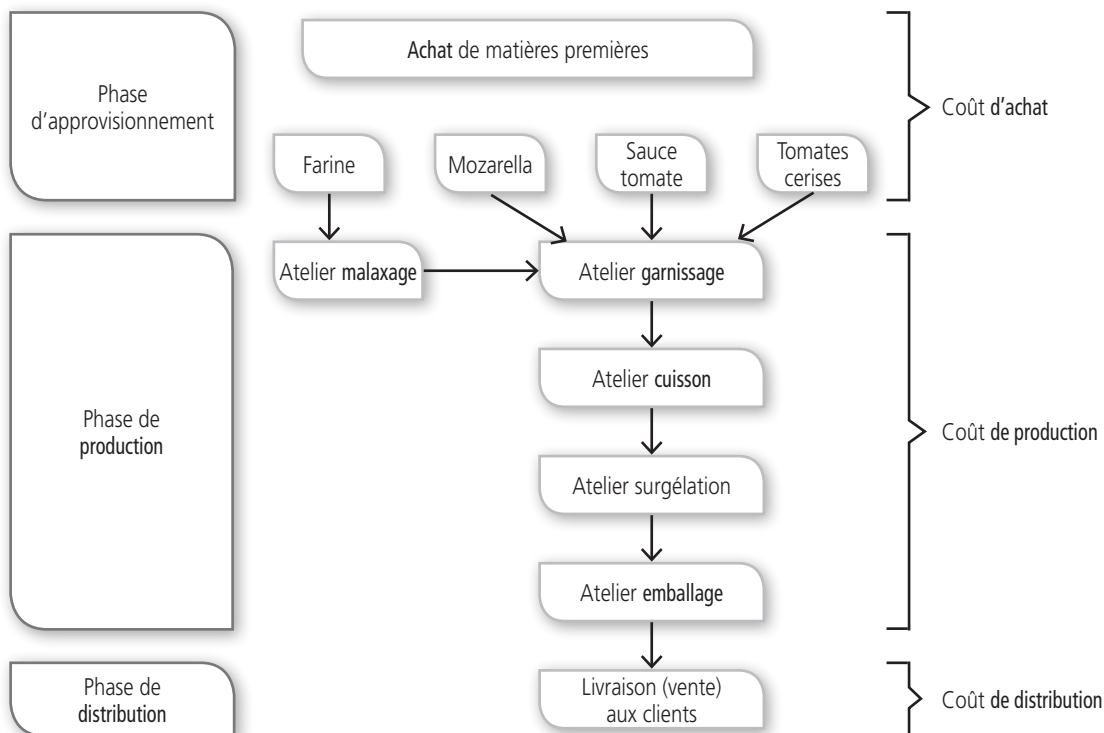 Achat de matières premières
Phase
d'approvisionnement
Coût d'achat
Farine
Mozarella
Sauce
tomate
Tomates
cerises
Atelier malaxage
Atelier garnissage
Atelier cuisson
Phase de
production
Coût de production
Atelier surgélation
Atelier emballage
Phase de
distribution
Livraison (vente)
aux clients
Coût de distribution